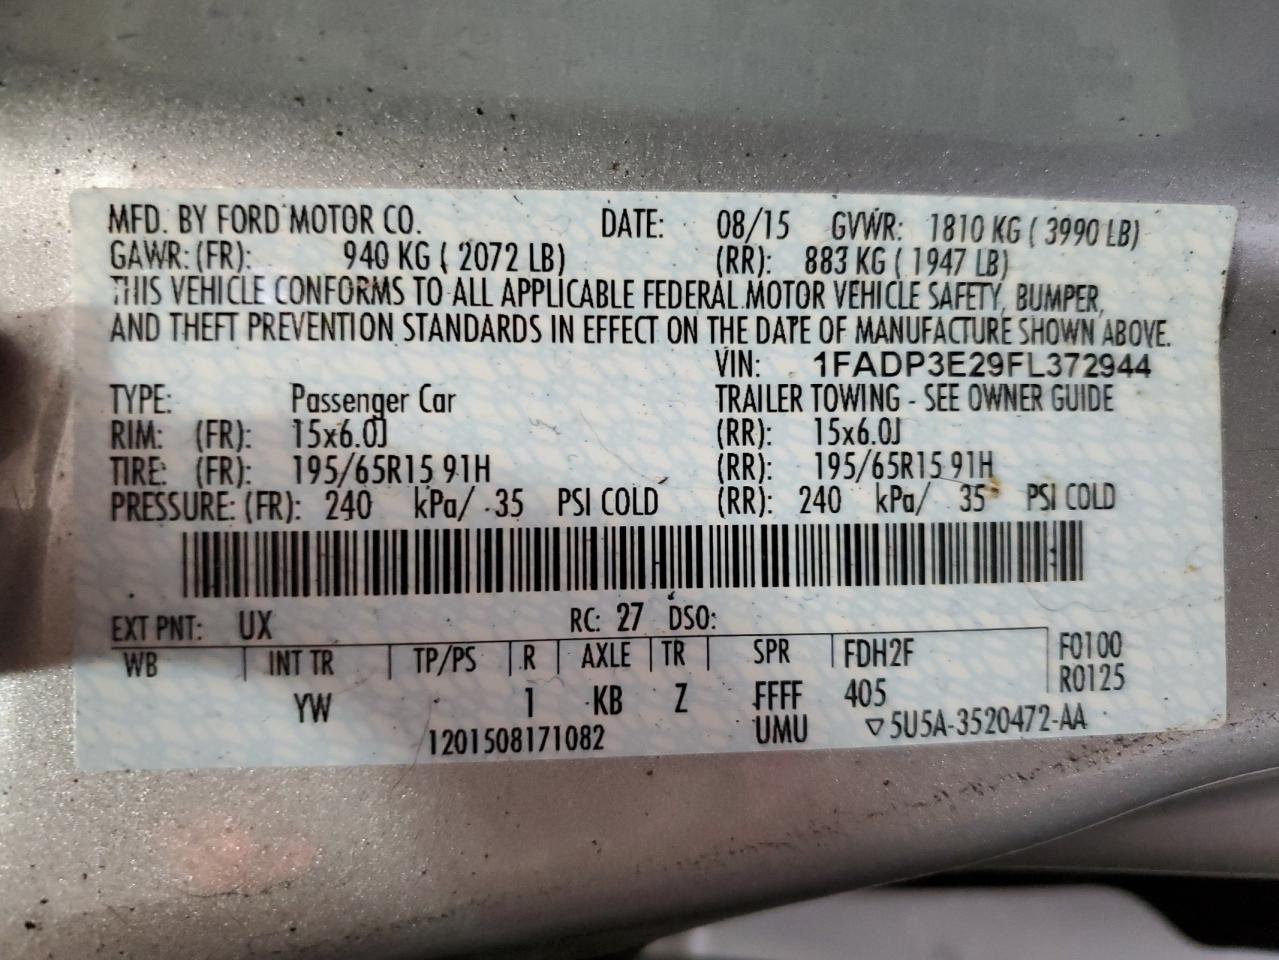 MFD. BY FORD MOTOR CO. DATE: 08/15 GVWR: 1810 KG ( 3990 LB)
GAWR: (FR): 940 KG ( 2072 LB) (RR): 883 KG ( 1947 LB)
THIS VEHICLE CONFORMS TO ALL APPLICABLE FEDERAL MOTOR VEHICLE SAFETY, BUMPER,
AND THEFT PREVENTION STANDARDS IN EFFECT ON THE DATE OF MANUFACTURE SHOWN ABOVE.
VIN: 1FADP3E29FL372944
TYPE: Passenger Car TRAILER TOWING - SEE OWNER GUIDE
RIM: (FR): 15x6.0J (RR): 15x6.0J
TIRE: (FR): 195/65R15 91H (RR): 195/65R15 91H
PRESSURE: (FR): 240 kPa/ 35 PSI COLD (RR): 240 kPa/ 35 PSI COLD
EXT PNT: UX RC: 27 DSO:
WB INT TR TP/PS R AXLE TR SPR FDH2F F0100
YW 1 KB Z FFFF 405 R0125
1201508171082 UMU ▽5U5A-3520472-AA